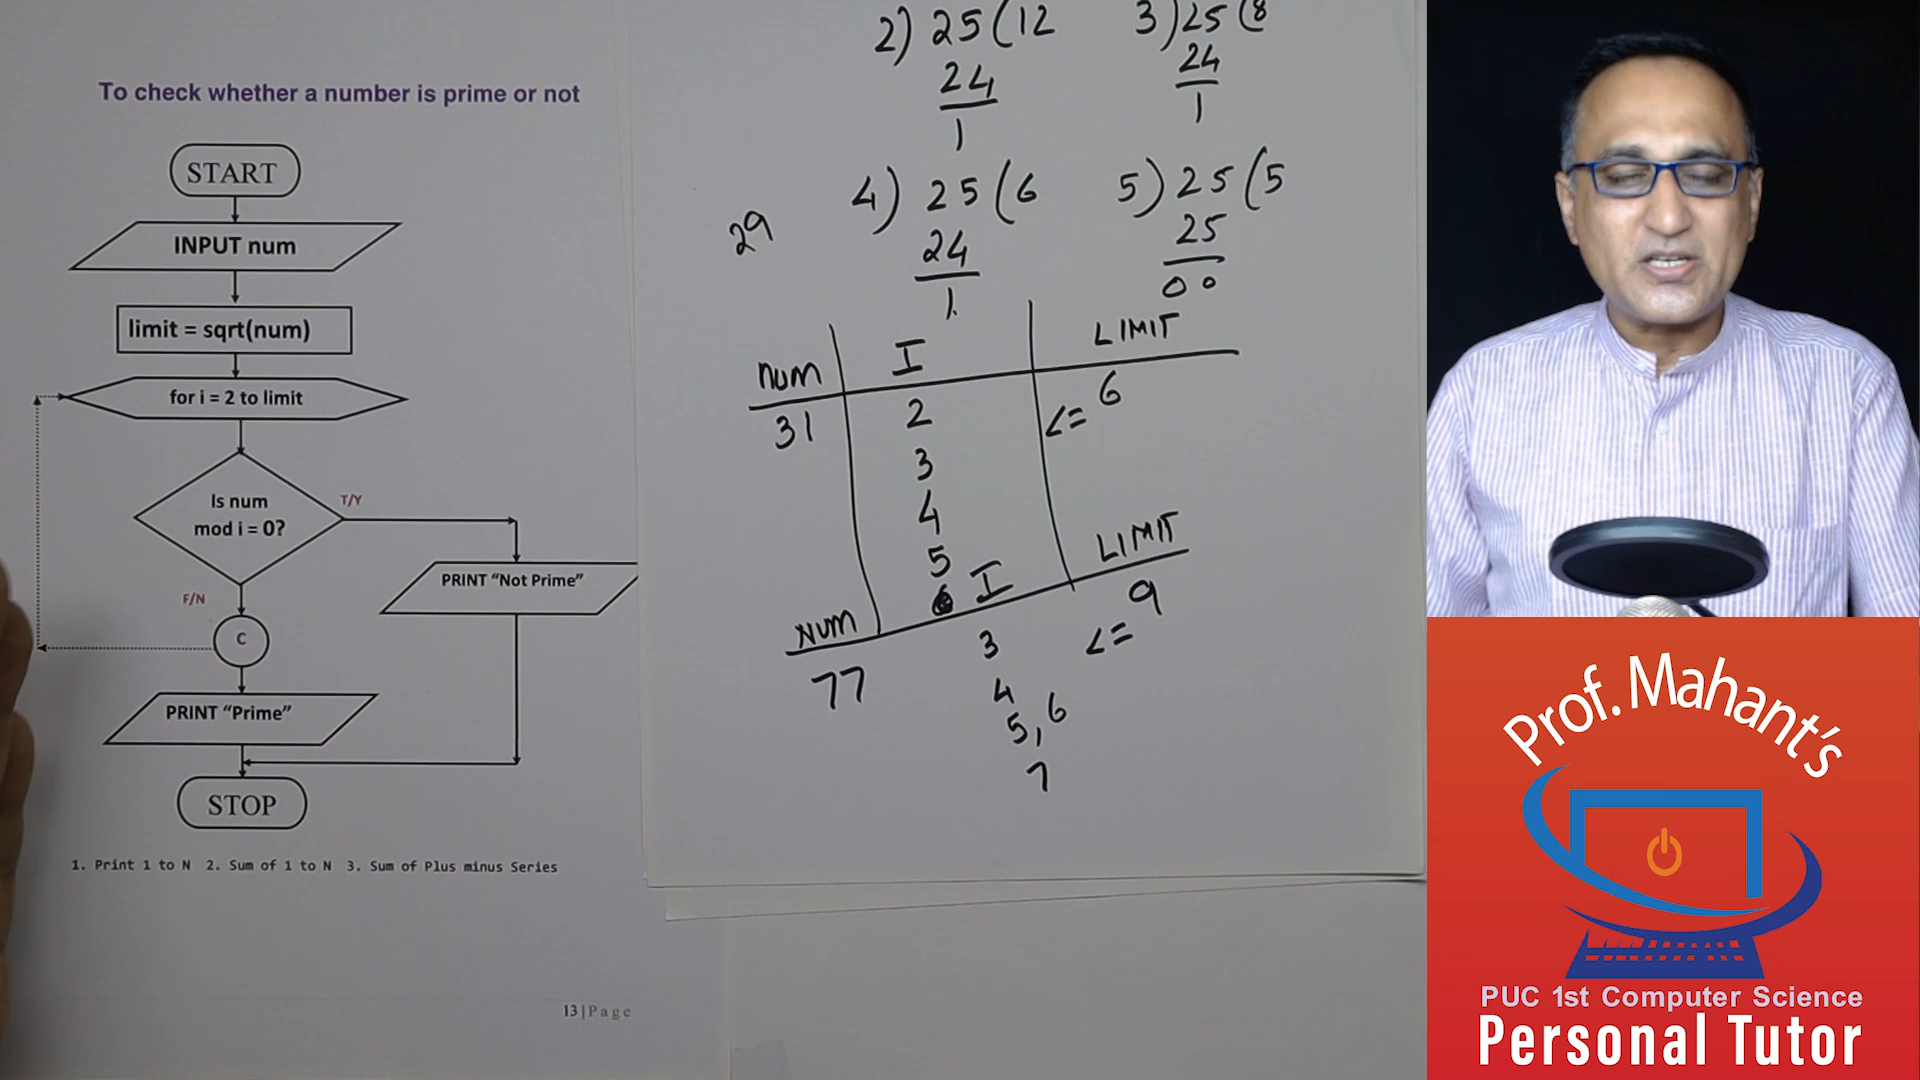 To check whether a number is prime or not
START
INPUT num
limit = sqrt(num)
for i = 2 to limit
Is num
mod i = 0?
T/Y
PRINT “Not Prime”
F/N
C
PRINT “Prime”
STOP
1. Print 1 to N 2. Sum of 1 to N 3. Sum of Plus minus Series
13 | Page
2) 25 (12
24
1
3) 25 (8
24
1
29
4) 25 (6
24
1
5) 25 (5
25
00
Num I LIMIT
31 2 <= 6
3
4
5
6
NUM I LIMIT
77 3 <= 9
4
5, 6
7
Prof. Mahant's
PUC 1st Computer Science
Personal Tutor